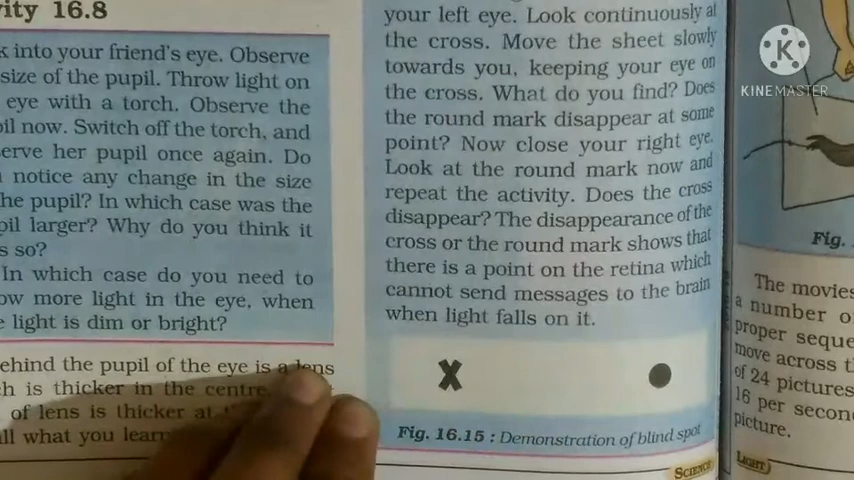 ity 16.8
into your friend's eye. Observe
size of the pupil. Throw light on
eye with a torch. Observe the
pil now. Switch off the torch, and
erve her pupil once again. Do
notice any change in the size
he pupil? In which case was the
pil larger? Why do you think it
s so?
In which case do you need to
ow more light in the eye, when
e light is dim or bright?
ehind the pupil of the eye is a lens
ch is thicker in the centre.
of lens is thicker at
ll what you lear
your left eye. Look continuously at
the cross. Move the sheet slowly
towards you, keeping your eye on
the cross. What do you find? Does
the round mark disappear at some
point? Now close your right eye.
Look at the round mark now and
repeat the activity. Does the cross
disappear? The disappearance of the
cross or the round mark shows that
there is a point on the retina which
cannot send messages to the brain
when light falls on it.
Fig. 16.15 : Demonstration of blind spot
SCIENCE
KINEMASTER
Fig.
The movies
a number o
proper seque
move across t
of 24 pictures
16 per secon
picture.
LIGHT